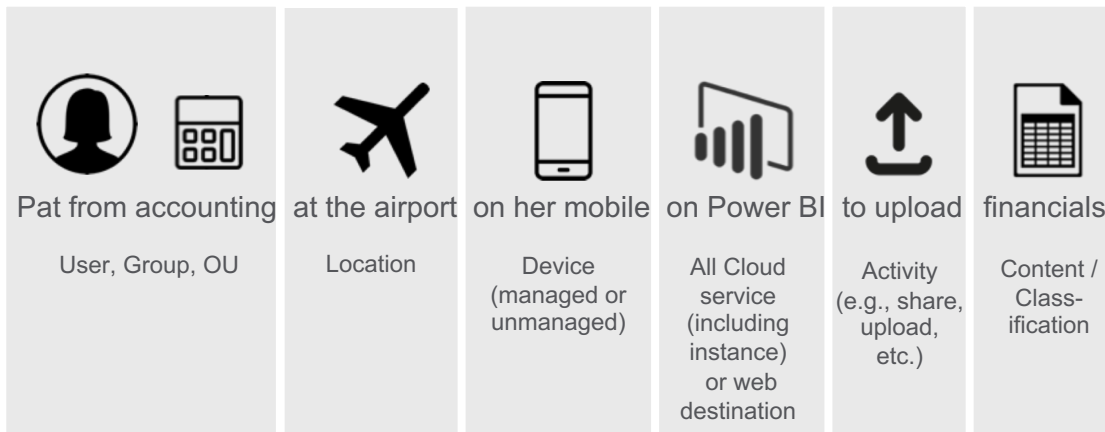 Pat from accounting
at the airport
on her mobile
on Power BI
to upload
financials
User, Group, OU
Location
Device
(managed or
unmanaged)
All Cloud
service
(including
instance)
or web
destination
Activity
(e.g., share,
upload,
etc.)
Content /
Class-
ification